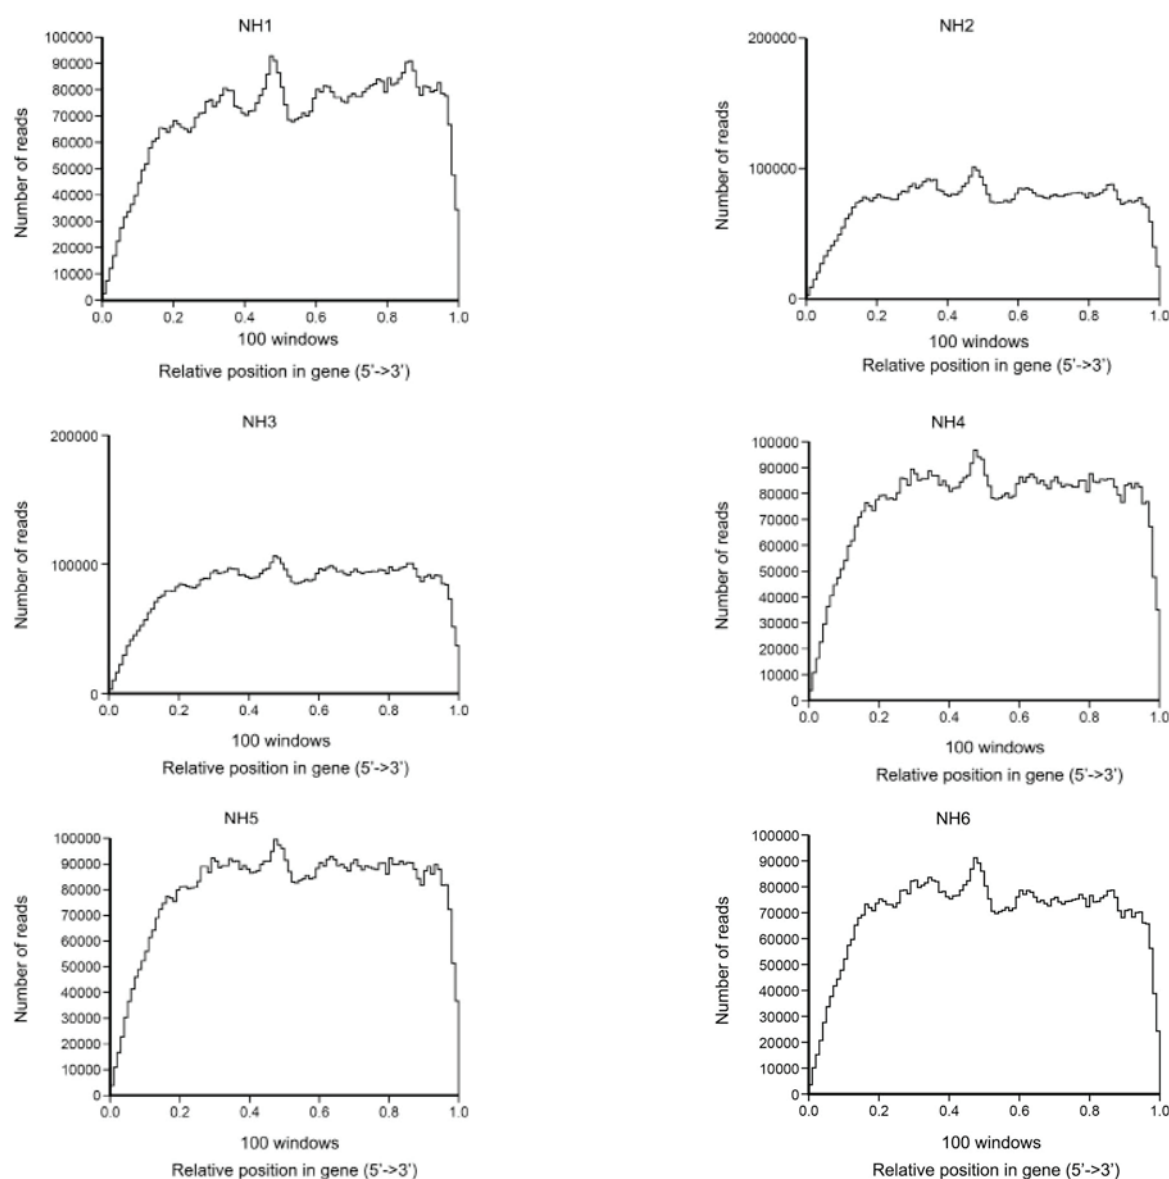 NH1
100000
90000
80000
70000
60000
50000
40000
30000
20000
10000
0
Number of reads
0.0 0.2 0.4 0.6 0.8 1.0
100 windows
Relative position in gene (5'->3')
NH2
200000
100000
0
Number of reads
0.0 0.2 0.4 0.6 0.8 1.0
100 windows
Relative position in gene (5'->3')
NH3
200000
100000
0
Number of reads
0.0 0.2 0.4 0.6 0.8 1.0
100 windows
Relative position in gene (5'->3')
NH4
100000
90000
80000
70000
60000
50000
40000
30000
20000
10000
0
Number of reads
0.0 0.2 0.4 0.6 0.8 1.0
100 windows
Relative position in gene (5'->3')
NH5
100000
90000
80000
70000
60000
50000
40000
30000
20000
10000
0
Number of reads
0.0 0.2 0.4 0.6 0.8 1.0
100 windows
Relative position in gene (5'->3')
NH6
100000
90000
80000
70000
60000
50000
40000
30000
20000
10000
0
Number of reads
0.0 0.2 0.4 0.6 0.8 1.0
100 windows
Relative position in gene (5'->3')